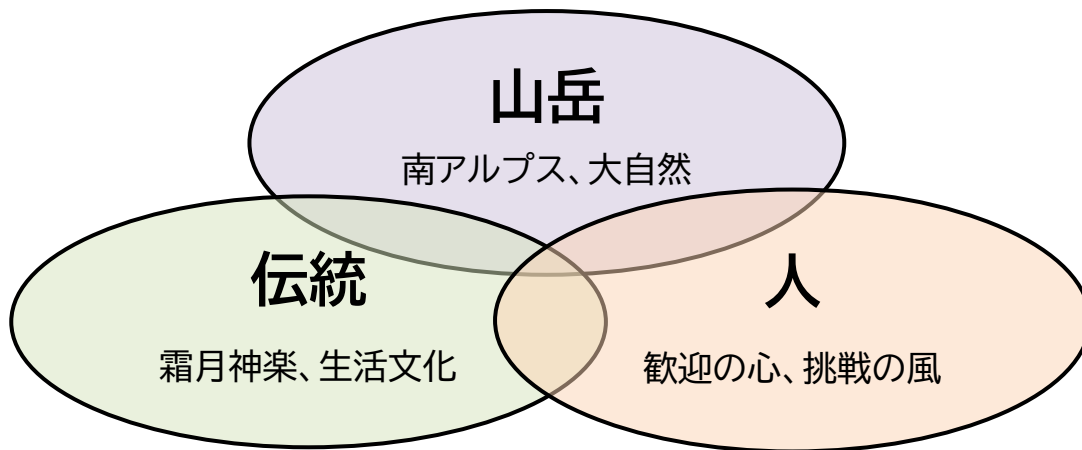 山岳
南アルプス、大自然
伝統
霜月神楽、生活文化
人
歓迎の心、挑戦の風